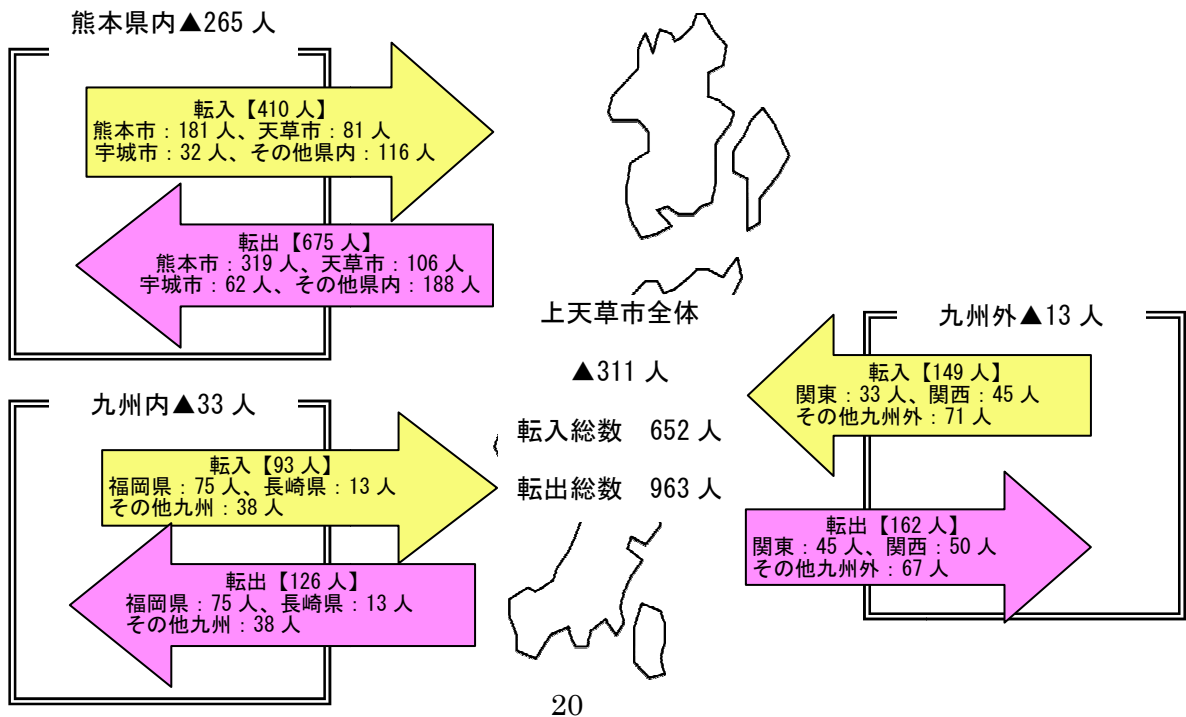 熊本県内▲265 人
転入【410 人】
熊本市：181 人、天草市：81 人
宇城市：32 人、その他県内：116 人
転出【675 人】
熊本市：319 人、天草市：106 人
宇城市：62 人、その他県内：188 人
上天草市全体
▲311 人
転入総数　652 人
転出総数　963 人
九州外▲13 人
転入【149 人】
関東：33 人、関西：45 人
その他九州外：71 人
転出【162 人】
関東：45 人、関西：50 人
その他九州外：67 人
九州内▲33 人
転入【93 人】
福岡県：75 人、長崎県：13 人
その他九州：38 人
転出【126 人】
福岡県：75 人、長崎県：13 人
その他九州：38 人
20